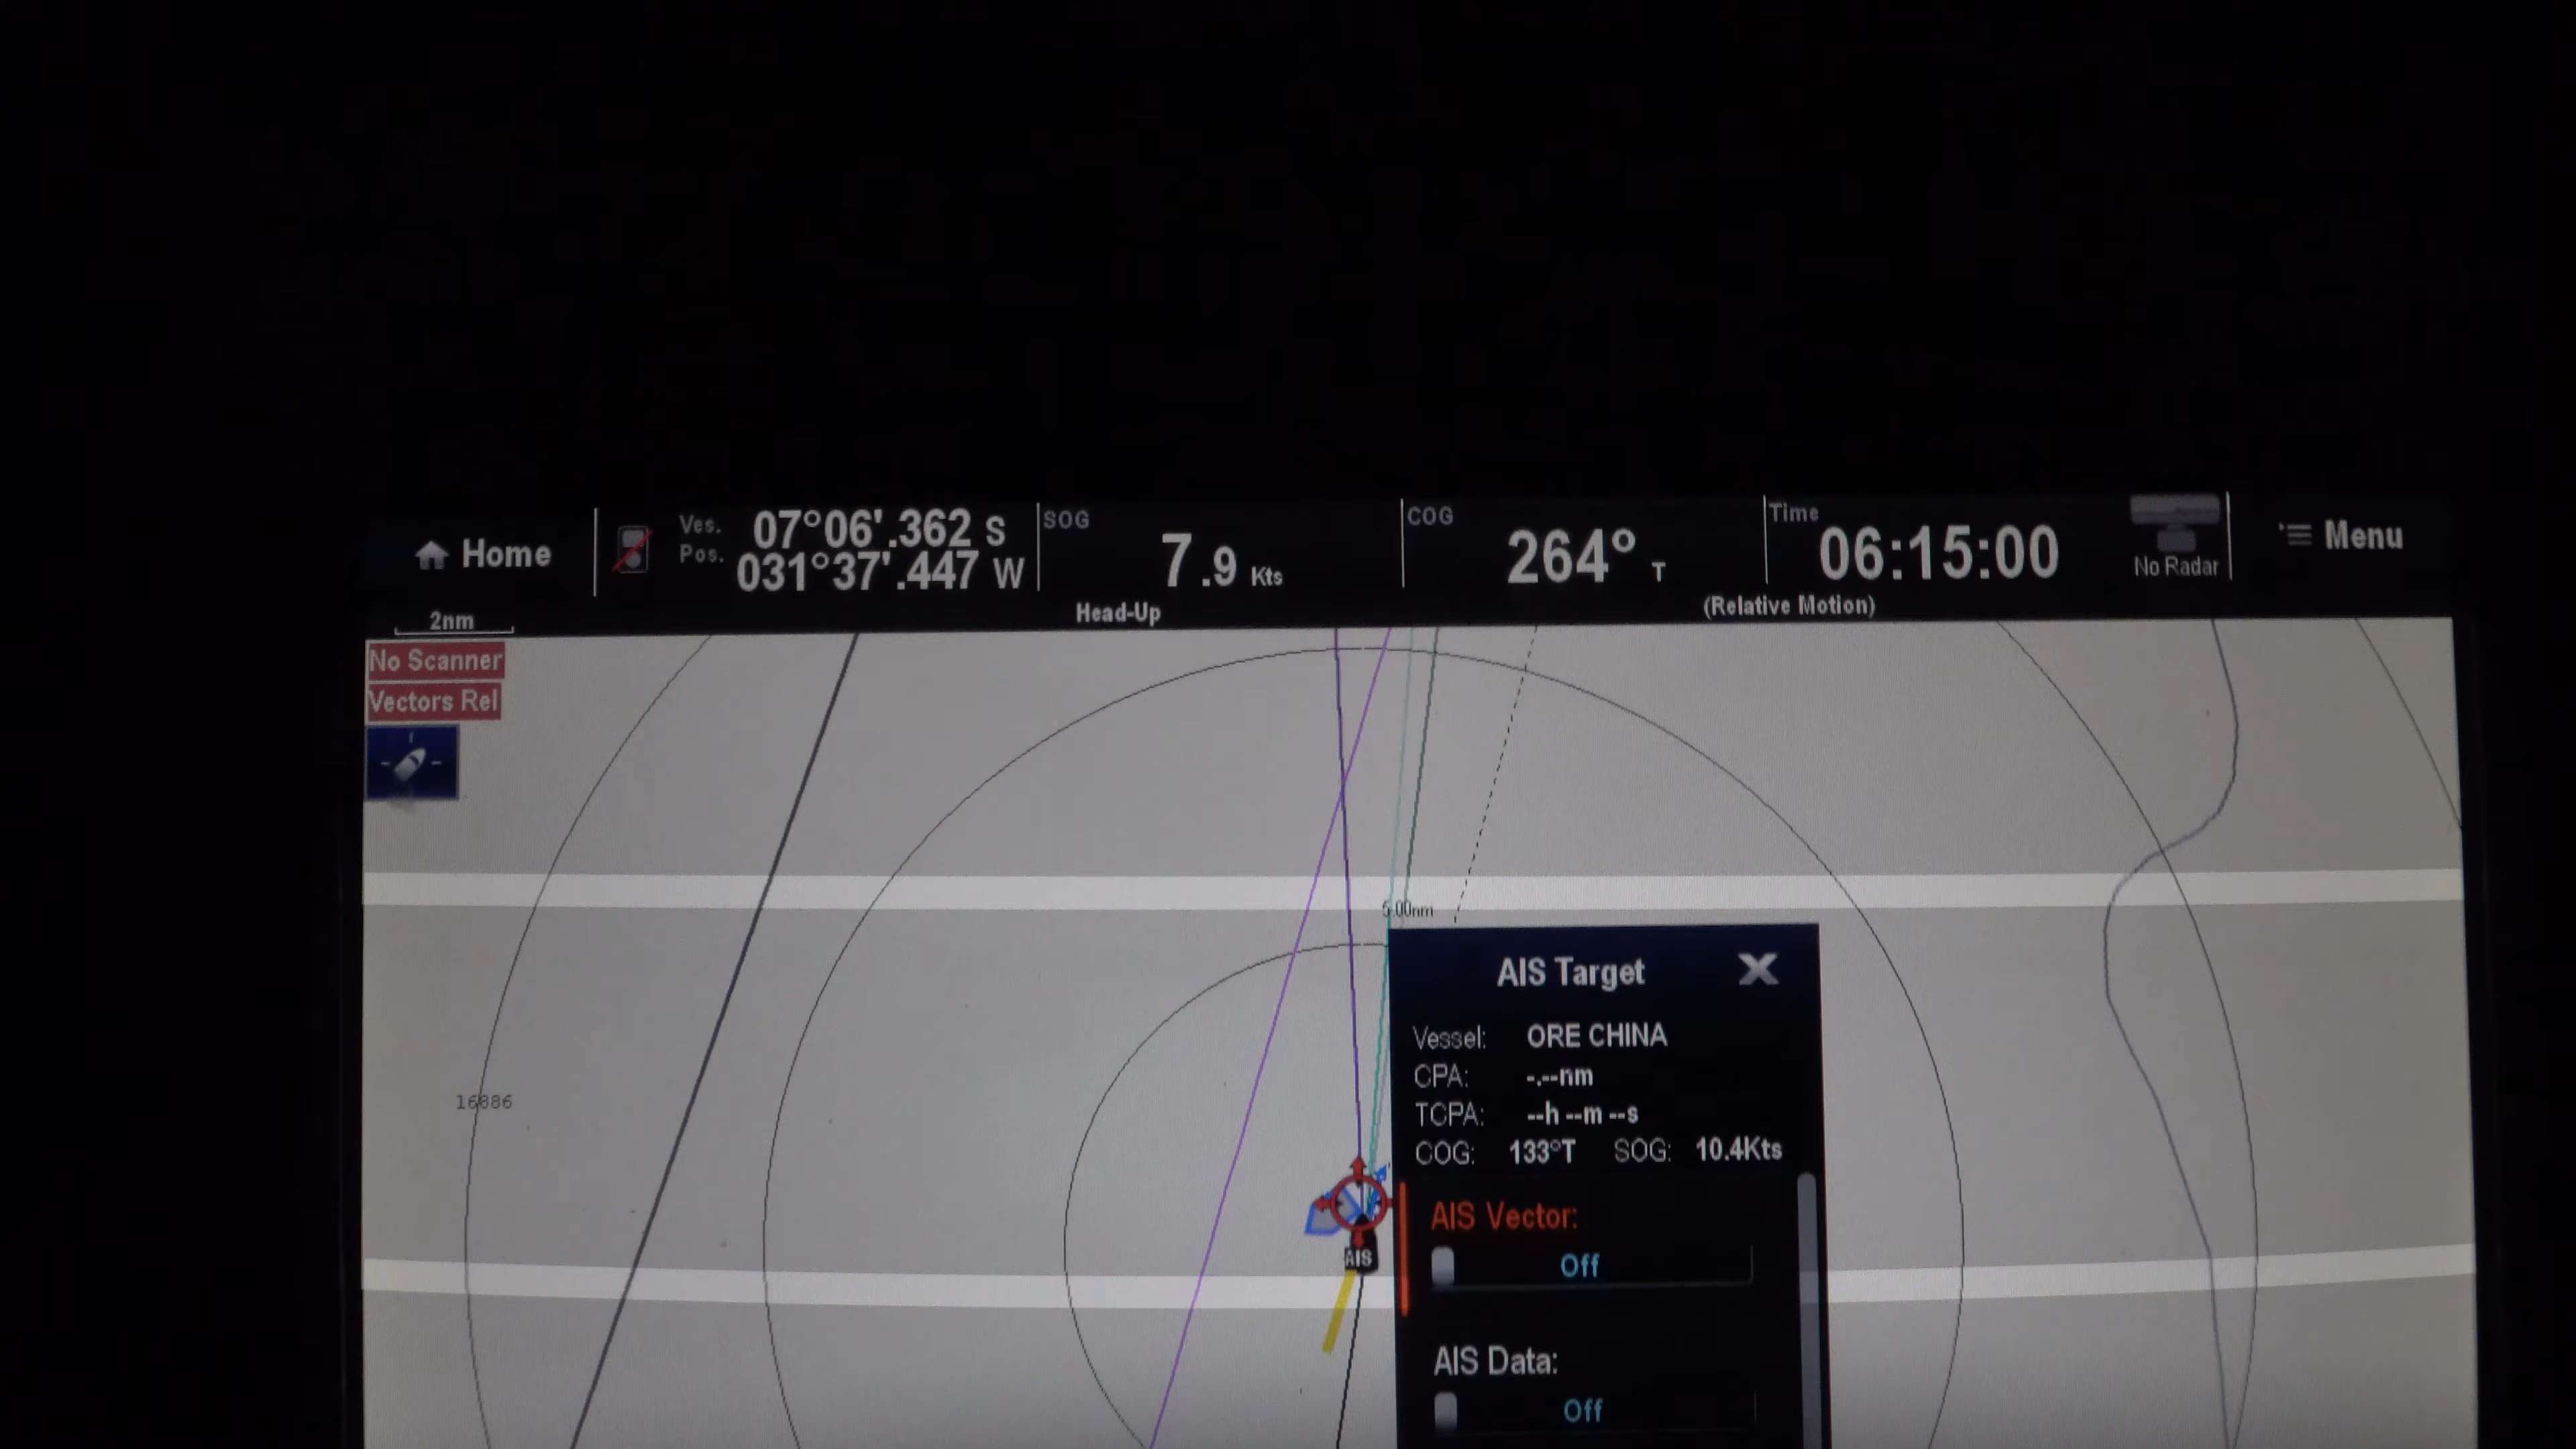 Home
Ves. Pos.
07°06'.362 S
031°37'.447 W
SOG
7.9 Kts
COG
264° T
Time
06:15:00
No Radar
Menu
2nm
Head-Up
(Relative Motion)
No Scanner
Vectors Rel
5.00nm
AIS Target
Vessel: ORE CHINA
CPA: -.--nm
TCPA: --h --m --s
COG: 133°T SOG: 10.4Kts
16886
AIS Vector:
AIS
Off
AIS Data:
Off